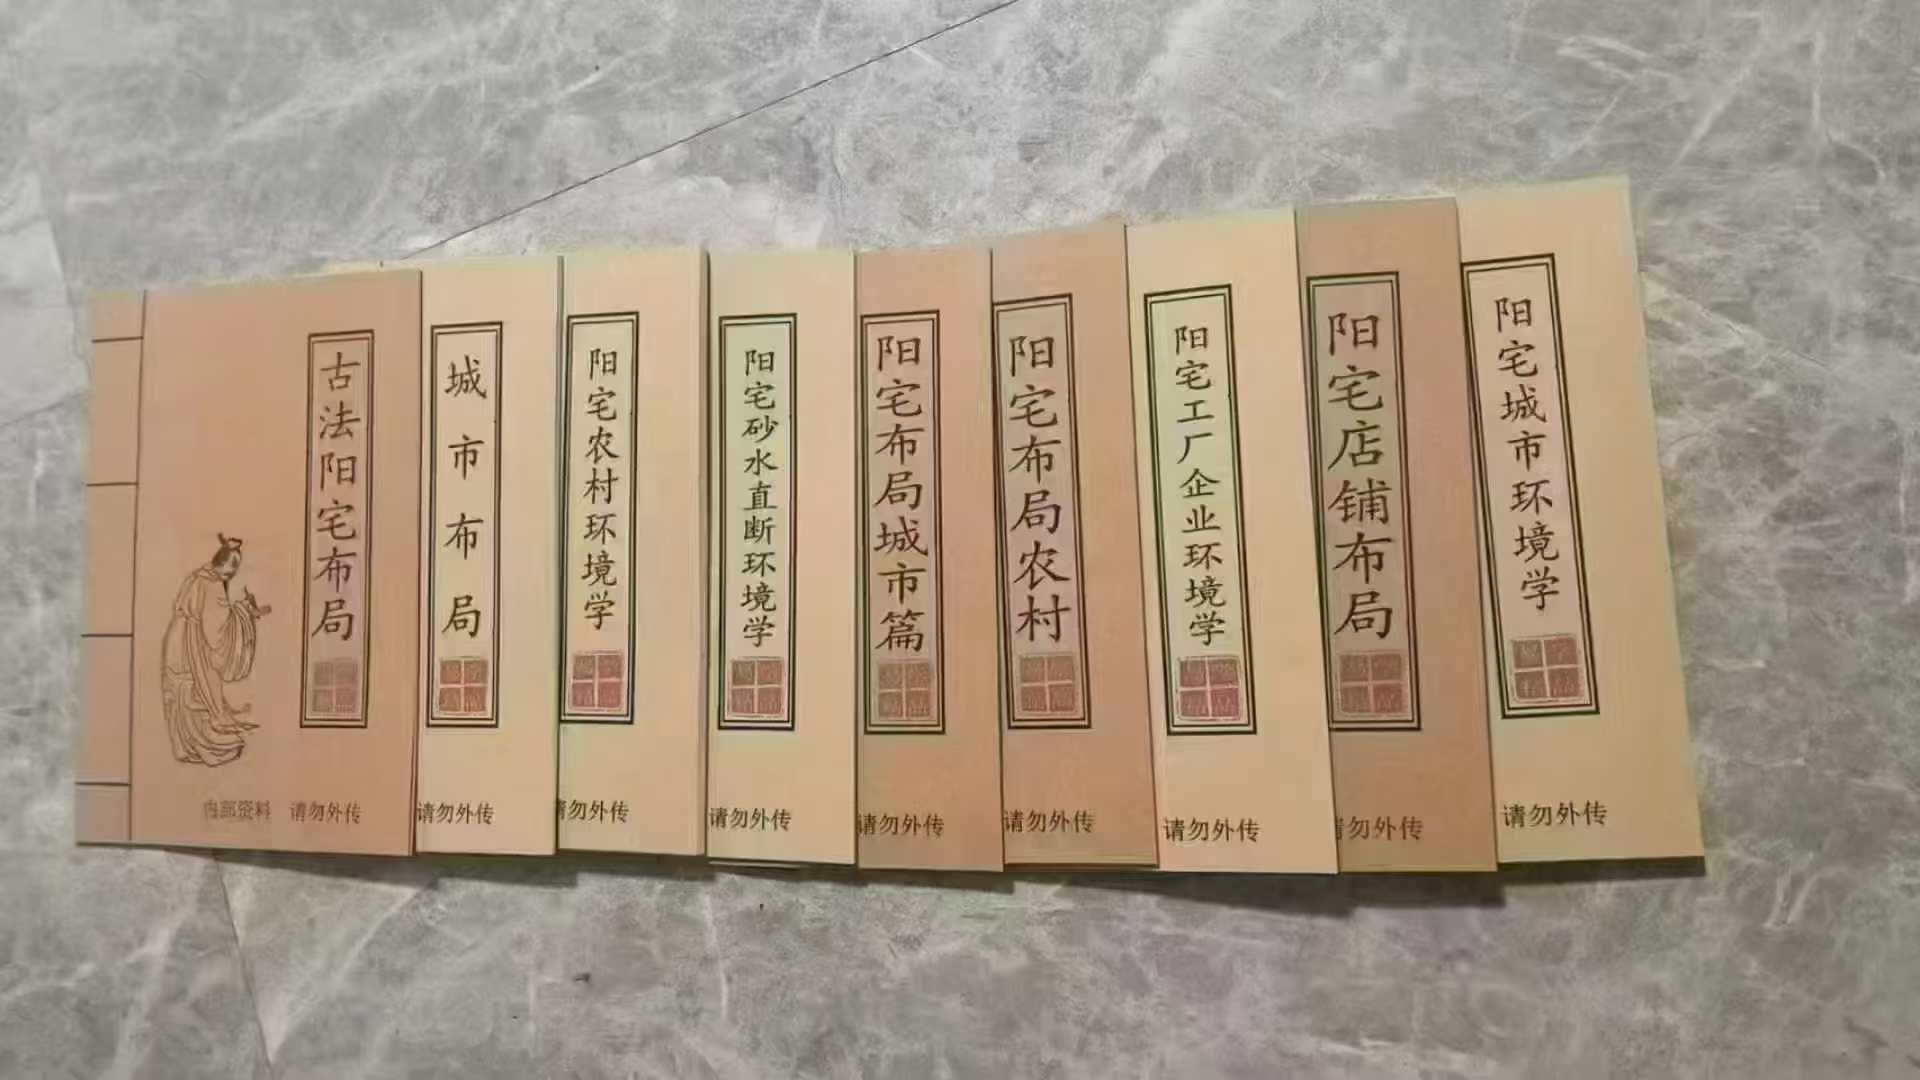 古法阳宅布局
内部资料 请勿外传
城市布局
请勿外传
阳宅农村环境学
请勿外传
阳宅砂水直断环境学
请勿外传
阳宅布局城市篇
请勿外传
阳宅布局农村
请勿外传
阳宅工厂企业环境学
请勿外传
阳宅店铺布局
请勿外传
阳宅城市环境学
请勿外传